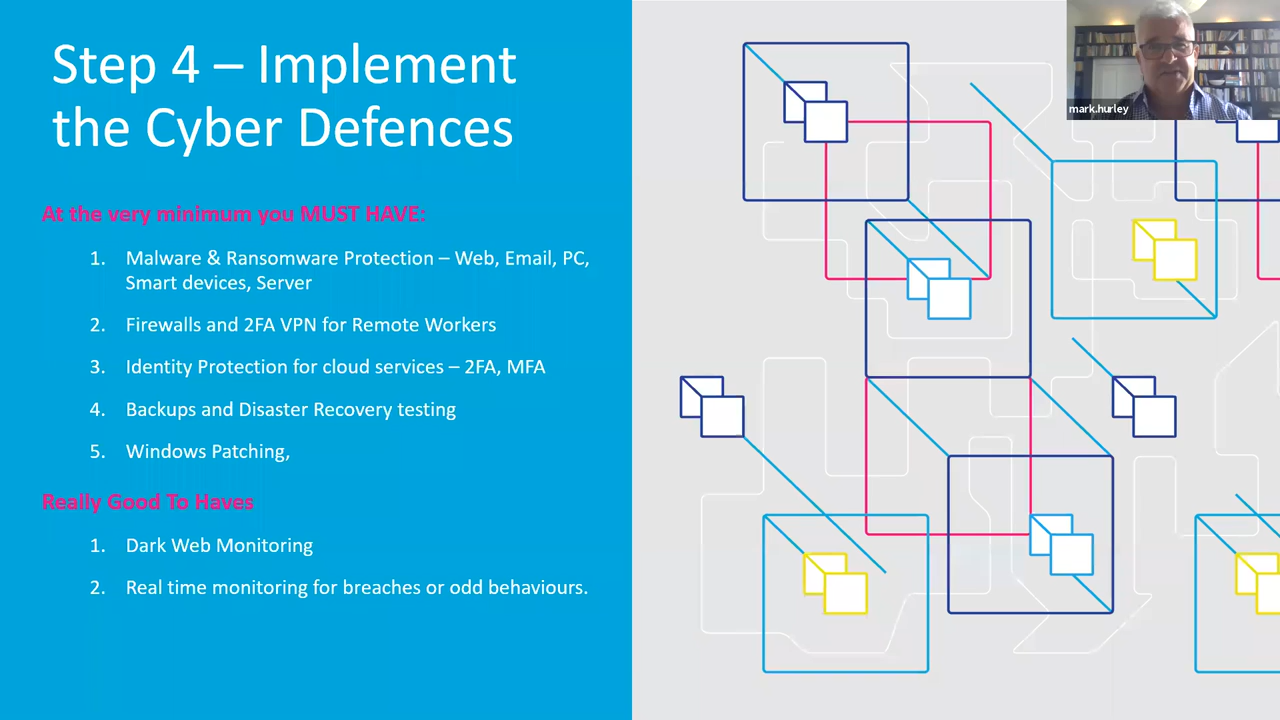 Step 4 – Implement
the Cyber Defences
mark.hurley
At the very minimum you MUST HAVE:
1. Malware & Ransomware Protection – Web, Email, PC,
Smart devices, Server
2. Firewalls and 2FA VPN for Remote Workers
3. Identity Protection for cloud services – 2FA, MFA
4. Backups and Disaster Recovery testing
5. Windows Patching,
Really Good To Haves
1. Dark Web Monitoring
2. Real time monitoring for breaches or odd behaviours.